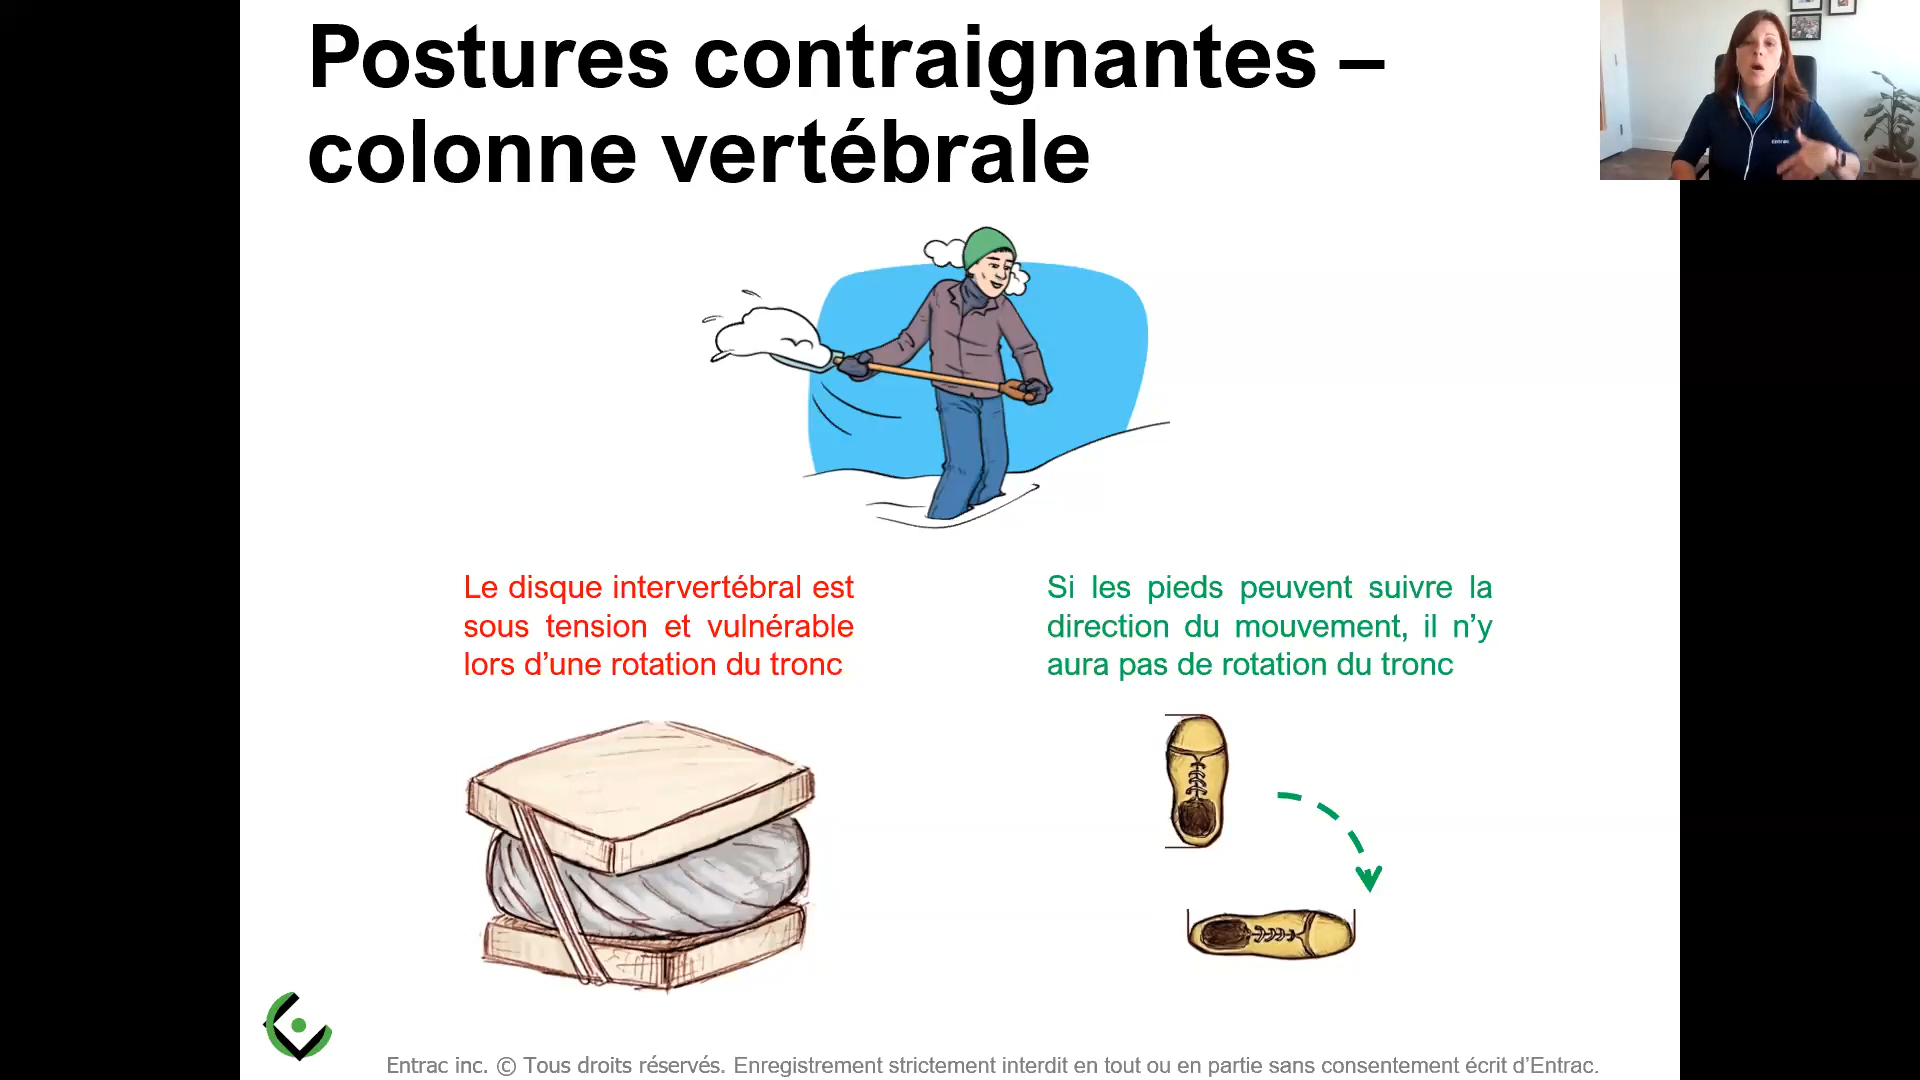 Postures contraignantes –
colonne vertébrale
Entrac
Le disque intervertébral est
sous tension et vulnérable
lors d’une rotation du tronc
Si les pieds peuvent suivre la
direction du mouvement, il n’y
aura pas de rotation du tronc
Entrac inc. © Tous droits réservés. Enregistrement strictement interdit en tout ou en partie sans consentement écrit d’Entrac.